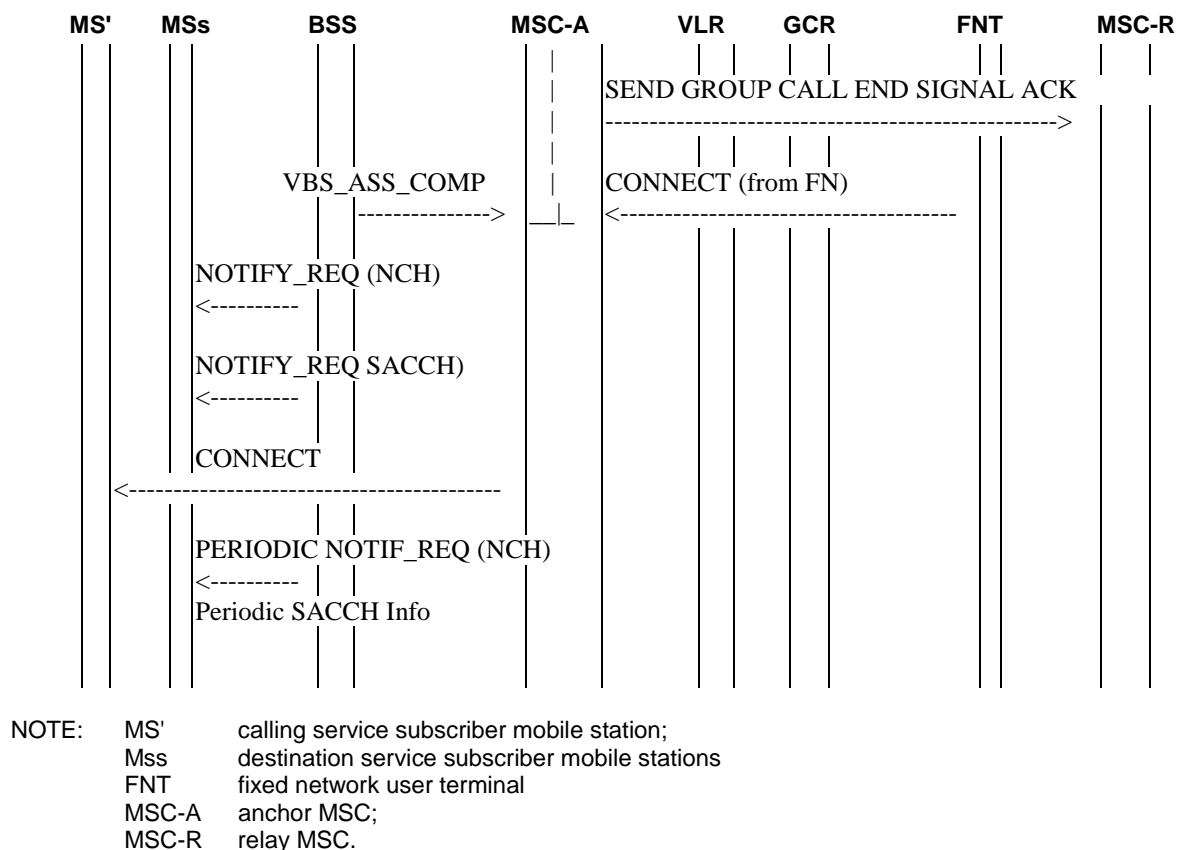 MS' MSs BSS MSC-A VLR GCR FNT MSC-R
SEND GROUP CALL END SIGNAL ACK
--------------------------------------------------->
VBS_ASS_COMP CONNECT (from FN)
---------------> __|_ <--------------------------------------
NOTIFY_REQ (NCH)
<----------
NOTIFY_REQ SACCH)
<----------
CONNECT
<------------------------------------------
PERIODIC NOTIF_REQ (NCH)
<----------
Periodic SACCH Info
NOTE: MS' calling service subscriber mobile station;
Mss destination service subscriber mobile stations
FNT fixed network user terminal
MSC-A anchor MSC;
MSC-R relay MSC.